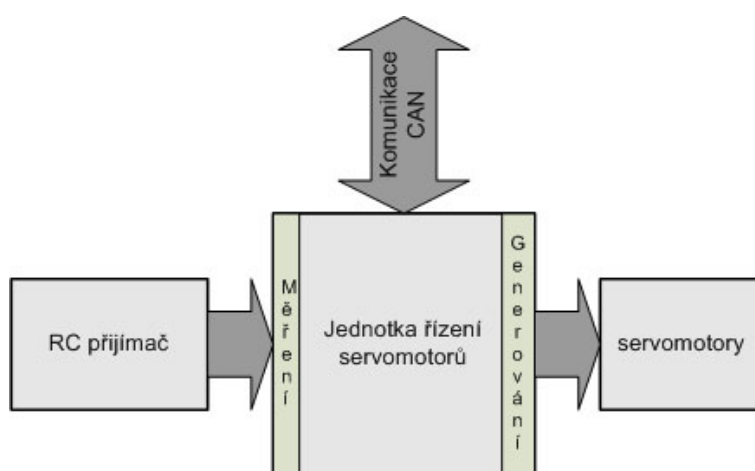 Komunikace
CAN
RC přijímač
Měření
Jednotka řízení
servomotorů
Generování
servomotory